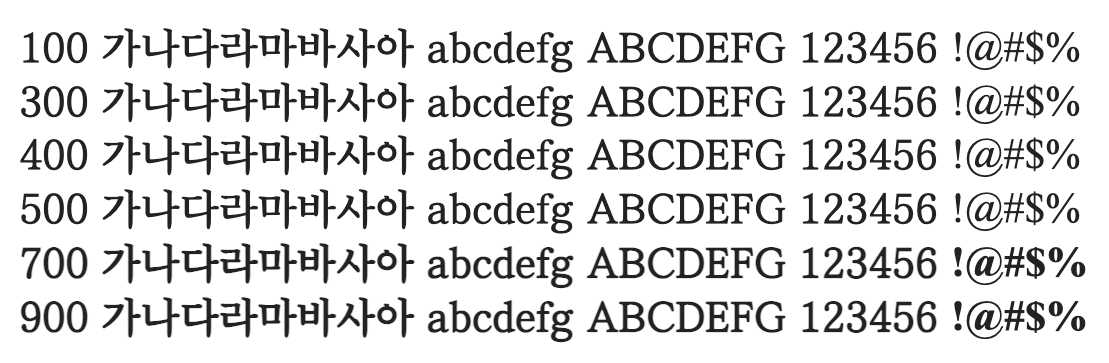 100 가나다라마바사아 abcdefg ABCDEFG 123456 !@#$%
300 가나다라마바사아 abcdefg ABCDEFG 123456 !@#$%
400 가나다라마바사아 abcdefg ABCDEFG 123456 !@#$%
500 가나다라마바사아 abcdefg ABCDEFG 123456 !@#$%
700 가나다라마바사아 abcdefg ABCDEFG 123456 !@#$%
900 가나다라마바사아 abcdefg ABCDEFG 123456 !@#$%